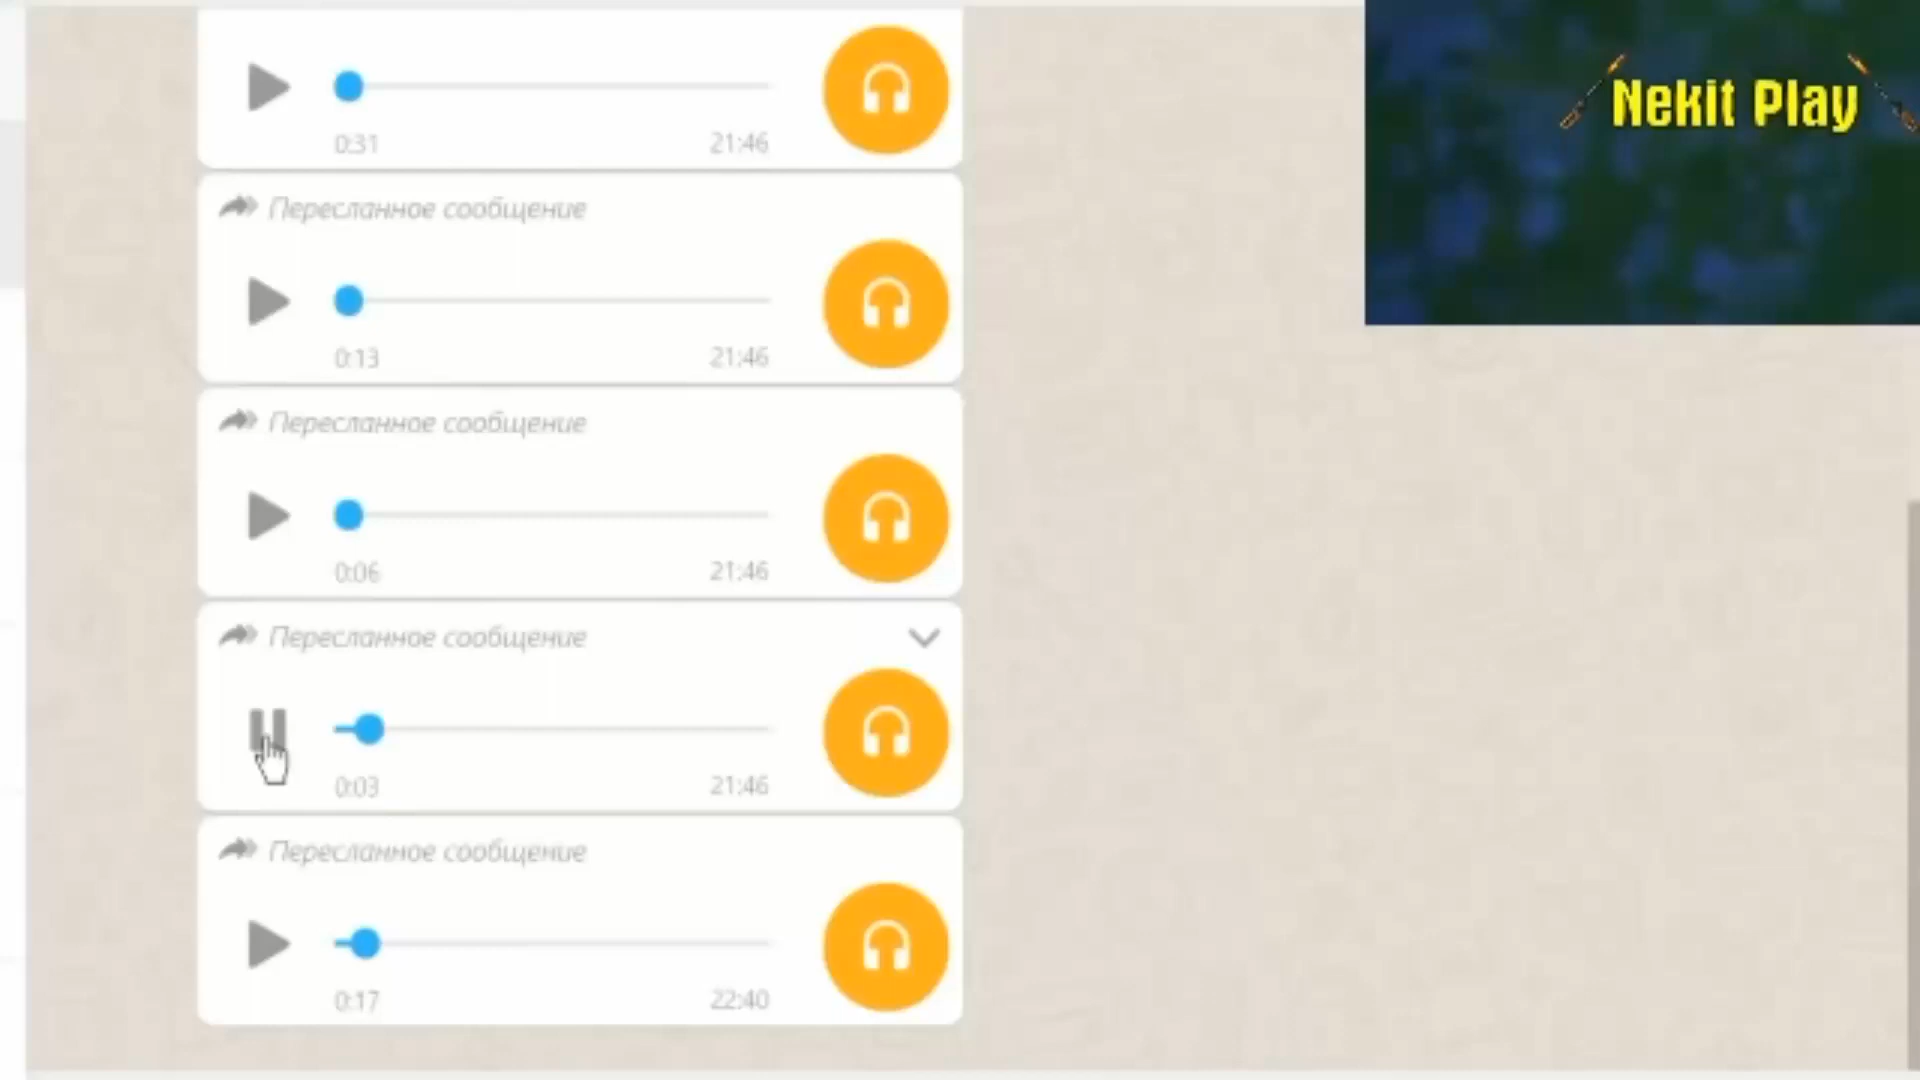 0:31 21:46
Nekit Play
Пересланное сообщение
0:13 21:46
Пересланное сообщение
0:06 21:46
Пересланное сообщение
0:03 21:46
Пересланное сообщение
0:17 22:40